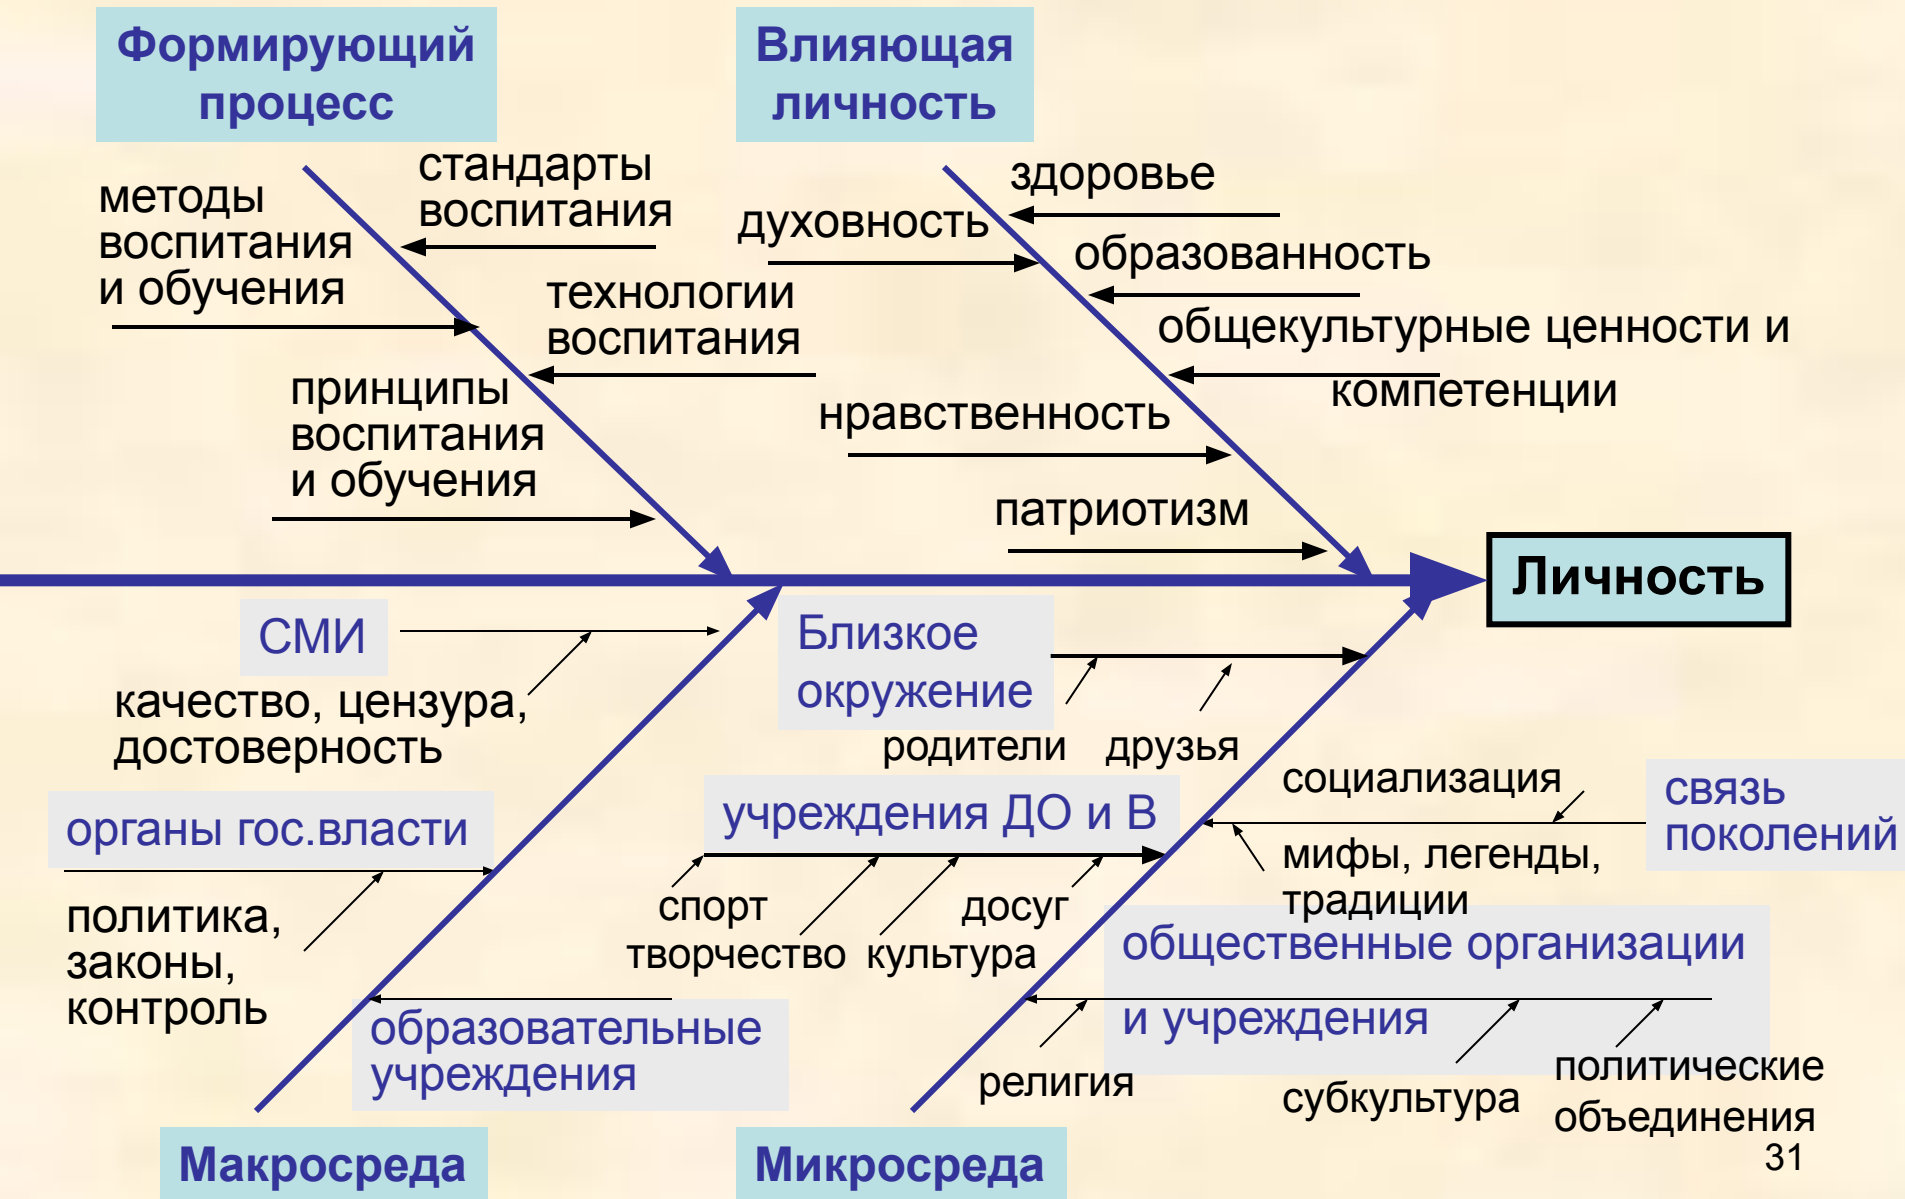 Формирующий
процесс
Влияющая
личность
стандарты
воспитания
методы
воспитания
и обучения
технологии
воспитания
принципы
воспитания
и обучения
здоровье
духовность
образованность
общекультурные ценности и
компетенции
нравственность
патриотизм
Личность
СМИ
качество, цензура,
достоверность
органы гос.власти
политика,
законы,
контроль
образовательные
учреждения
Макросреда
Близкое
окружение
родители
друзья
учреждения ДО и В
спорт
досуг
творчество
культура
социализация
связь
поколений
мифы, легенды,
традиции
общественные организации
и учреждения
религия
субкультура
политические
объединения
Микросреда
31